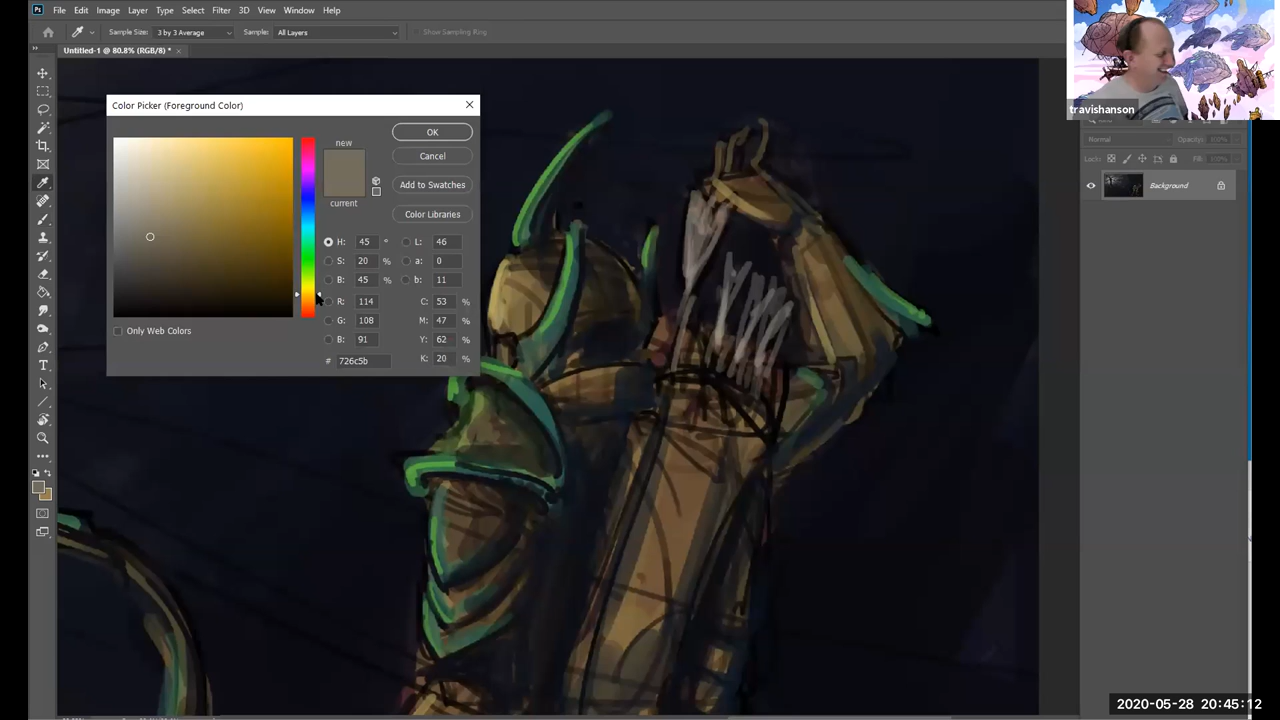 Ps File Edit Image Layer Type Select Filter 3D View Window Help
Sample Size: 3 by 3 Average Sample: All Layers Show Sampling Ring
Untitled-1 @ 80.8% (RGB/8) * ×
travishanson
Color Picker (Foreground Color)
new
current
OK
Cancel
Add to Swatches
Color Libraries
H: 45 ° L: 46
S: 20 % a: 0
B: 45 % b: 11
R: 114 C: 53 %
G: 108 M: 47 %
B: 91 Y: 62 %
# 726c5b K: 20 %
Only Web Colors
Normal Opacity: 100%
Lock: Fill: 100%
Background
2020-05-28 20:45:12